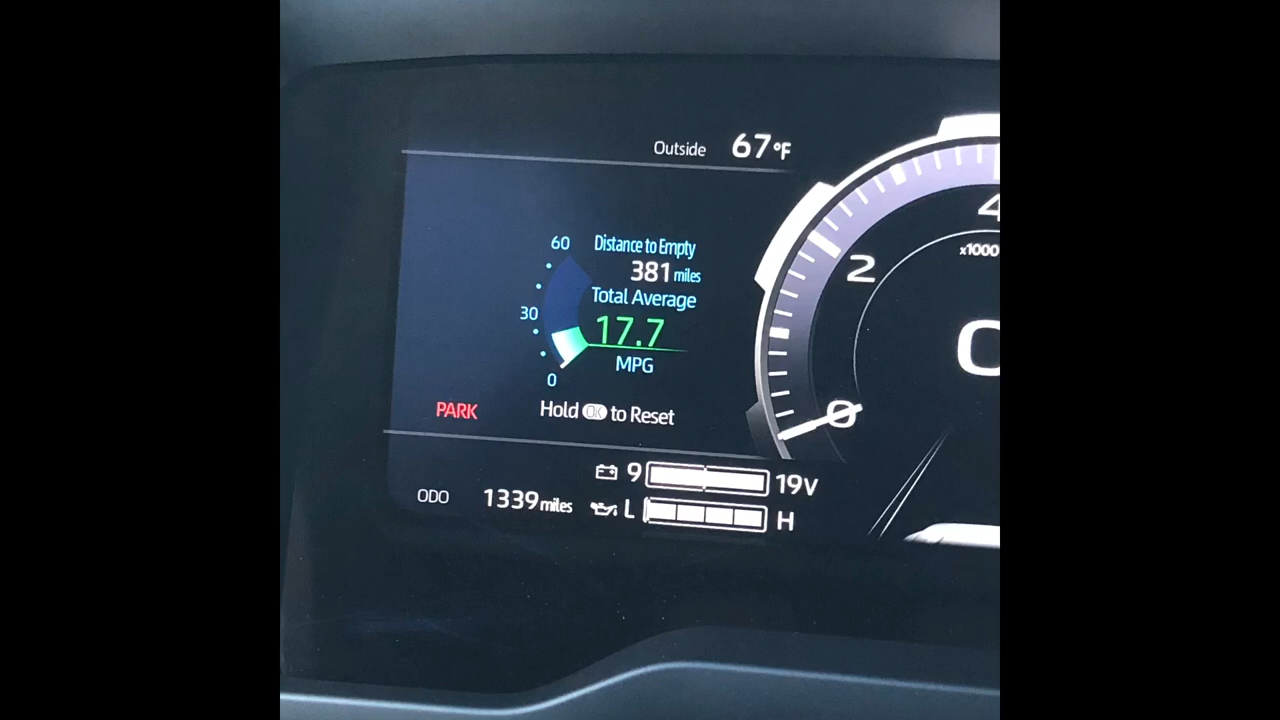 Outside 67°F
60 Distance to Empty
381 miles
Total Average
30 17.7
MPG
0
PARK
Hold OK to Reset
9 19V
ODO 1339 miles L H
4
x1000
2
0
0